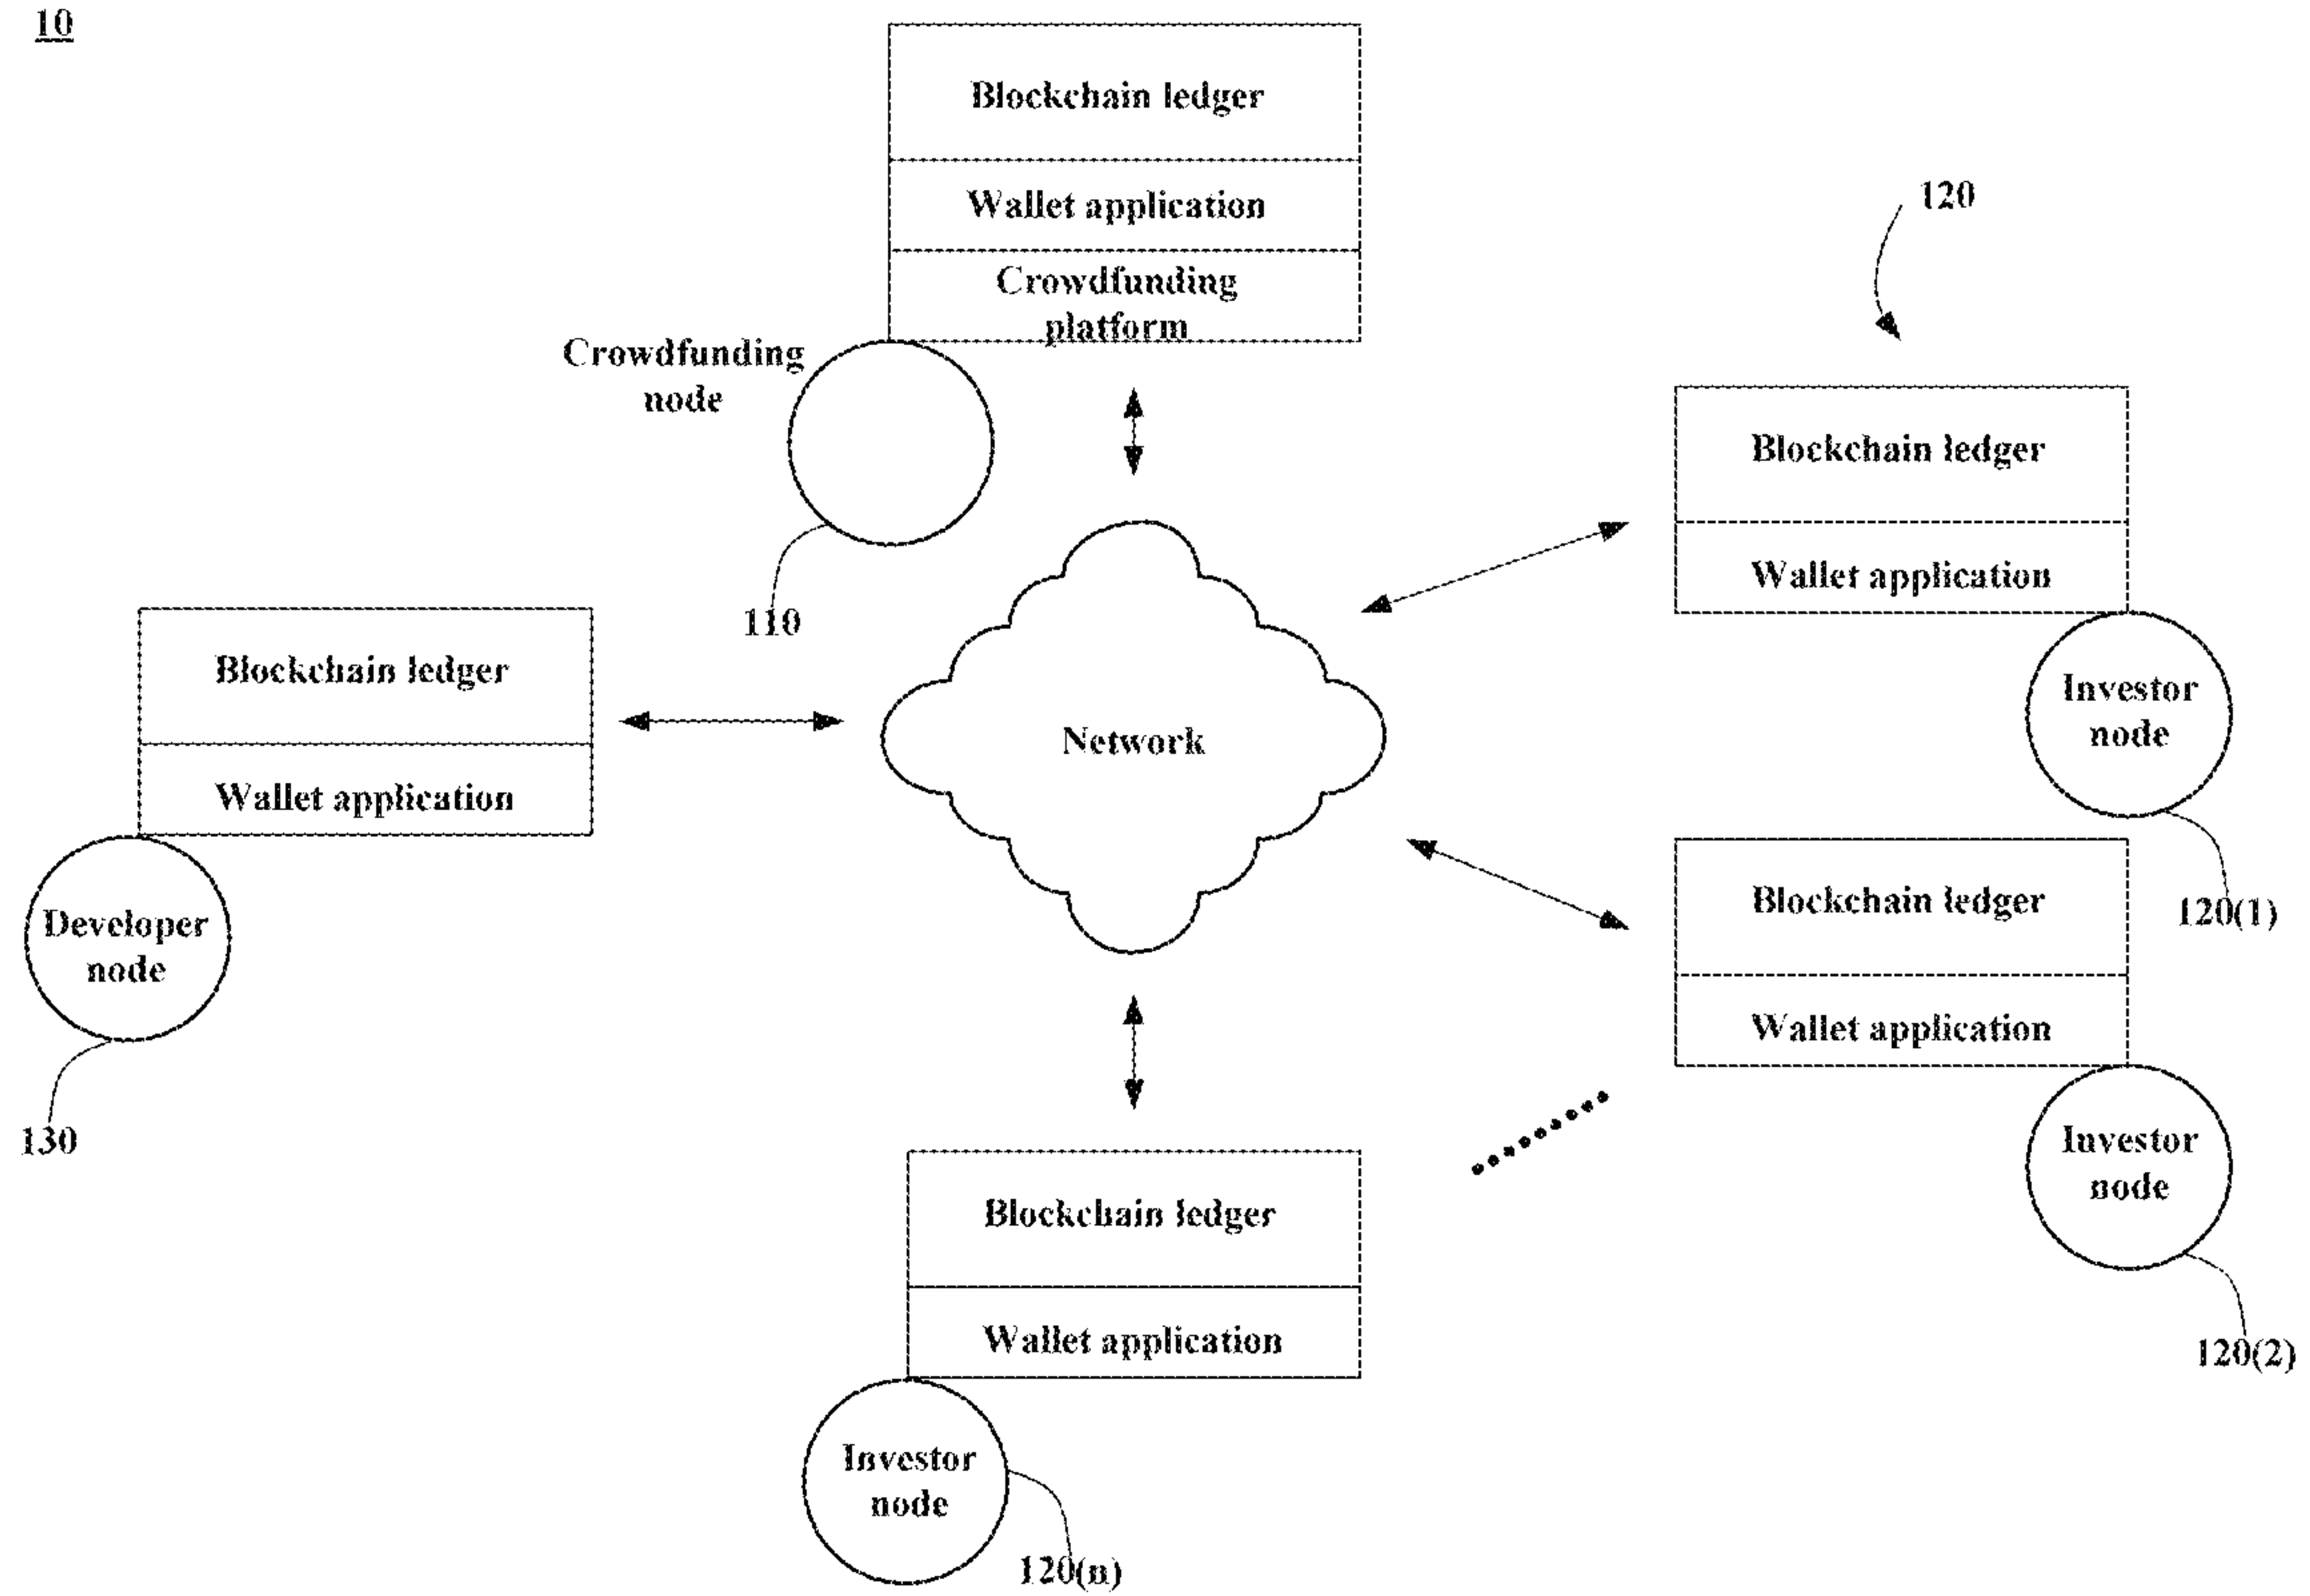 10
Blockchain ledger
Wallet application
Crowdfunding
platform
Crowdfunding
node
110
120
Blockchain ledger
Wallet application
Investor
node
120(1)
Blockchain ledger
Wallet application
Developer
node
130
Network
Blockchain ledger
Wallet application
Investor
node
120(2)
Blockchain ledger
Wallet application
Investor
node
120(n)